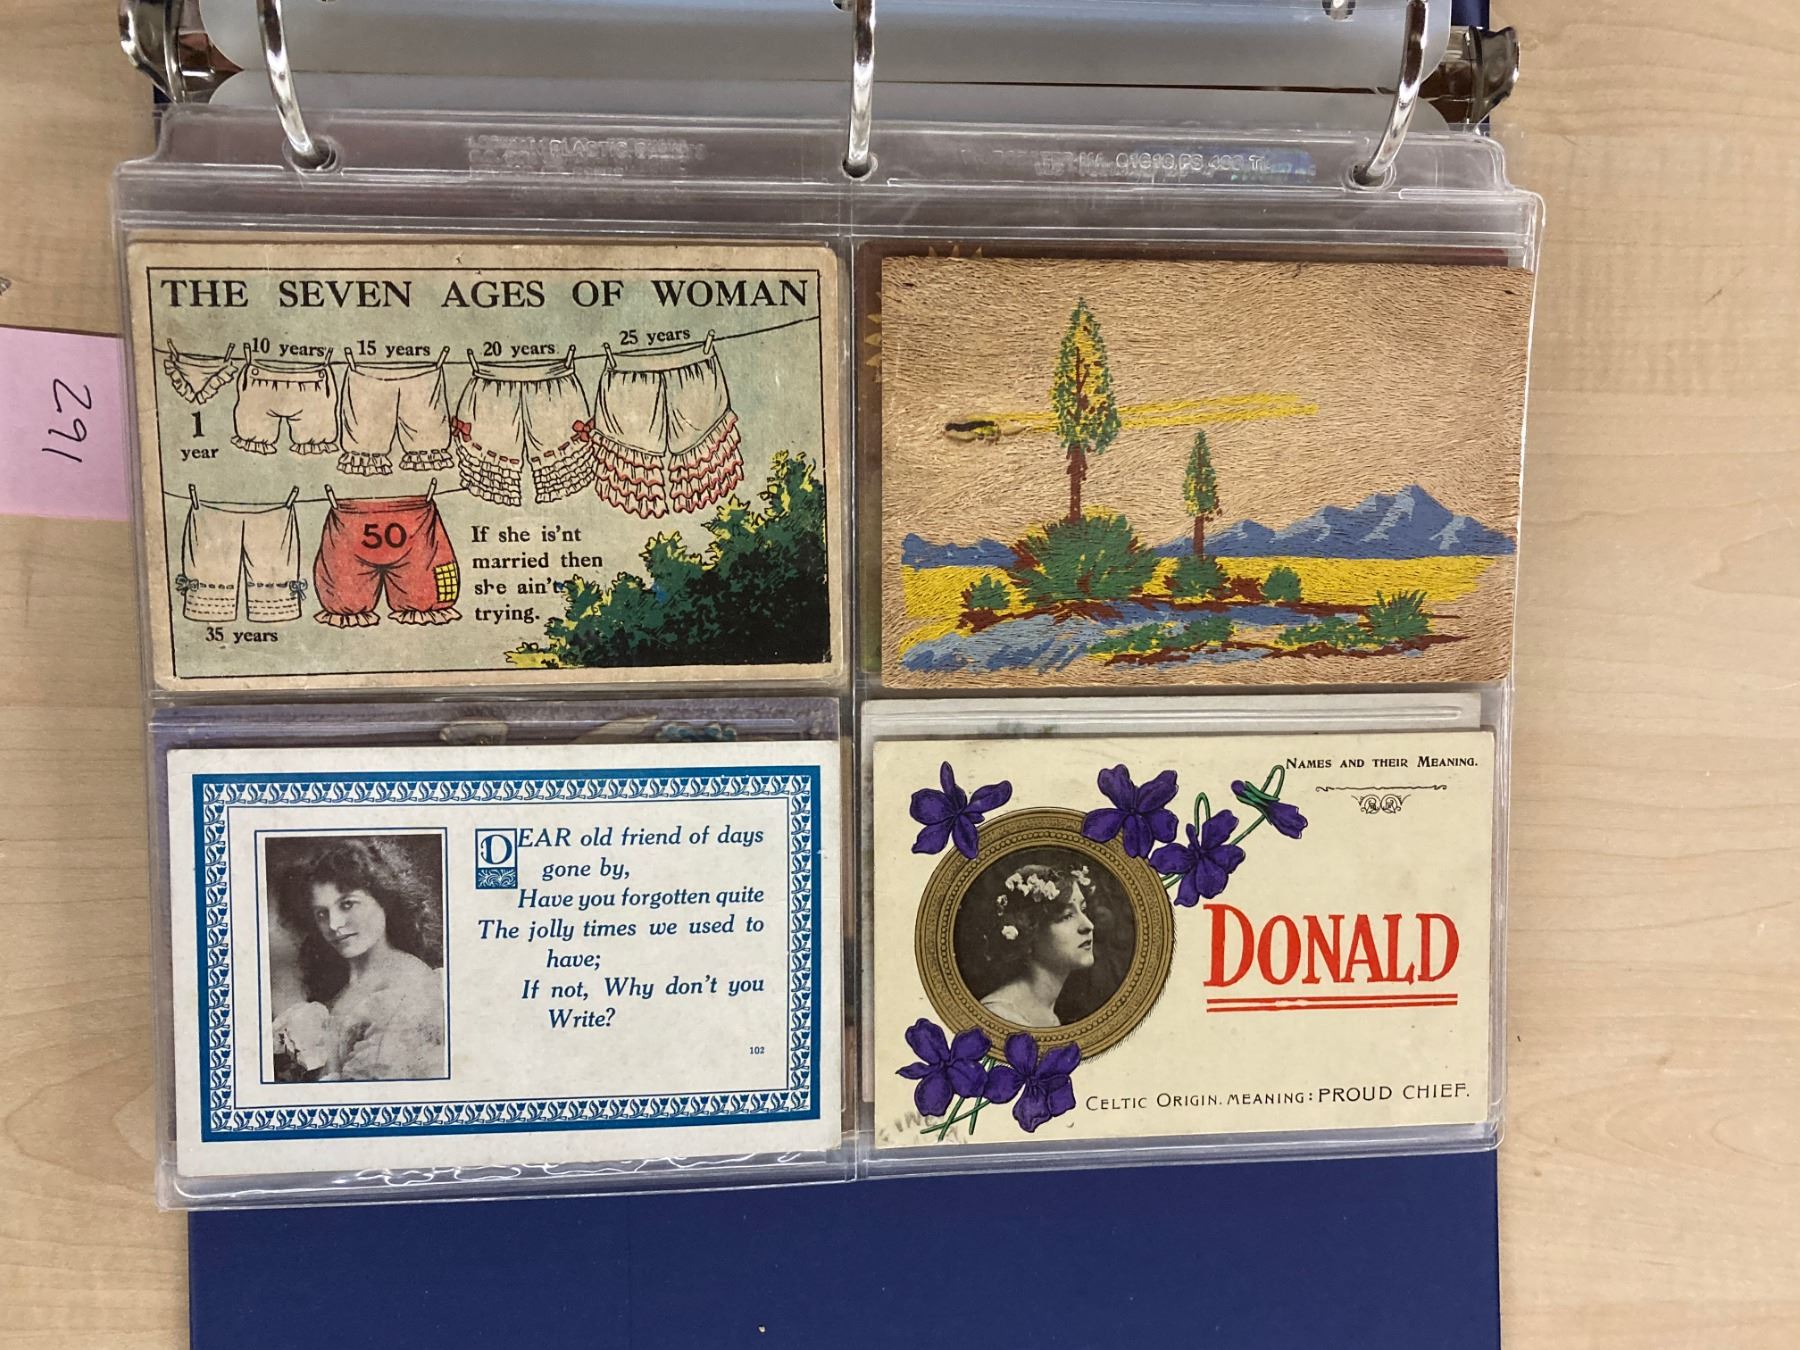 291
THE SEVEN AGES OF WOMAN
1
year
10 years
15 years
20 years
25 years
35 years
50
If she is'nt
married then
she ain't
trying.
DEAR old friend of days
gone by,
Have you forgotten quite
The jolly times we used to
have;
If not, Why don't you
Write?
102
NAMES AND THEIR MEANING.
DONALD
CELTIC ORIGIN. MEANING: PROUD CHIEF.